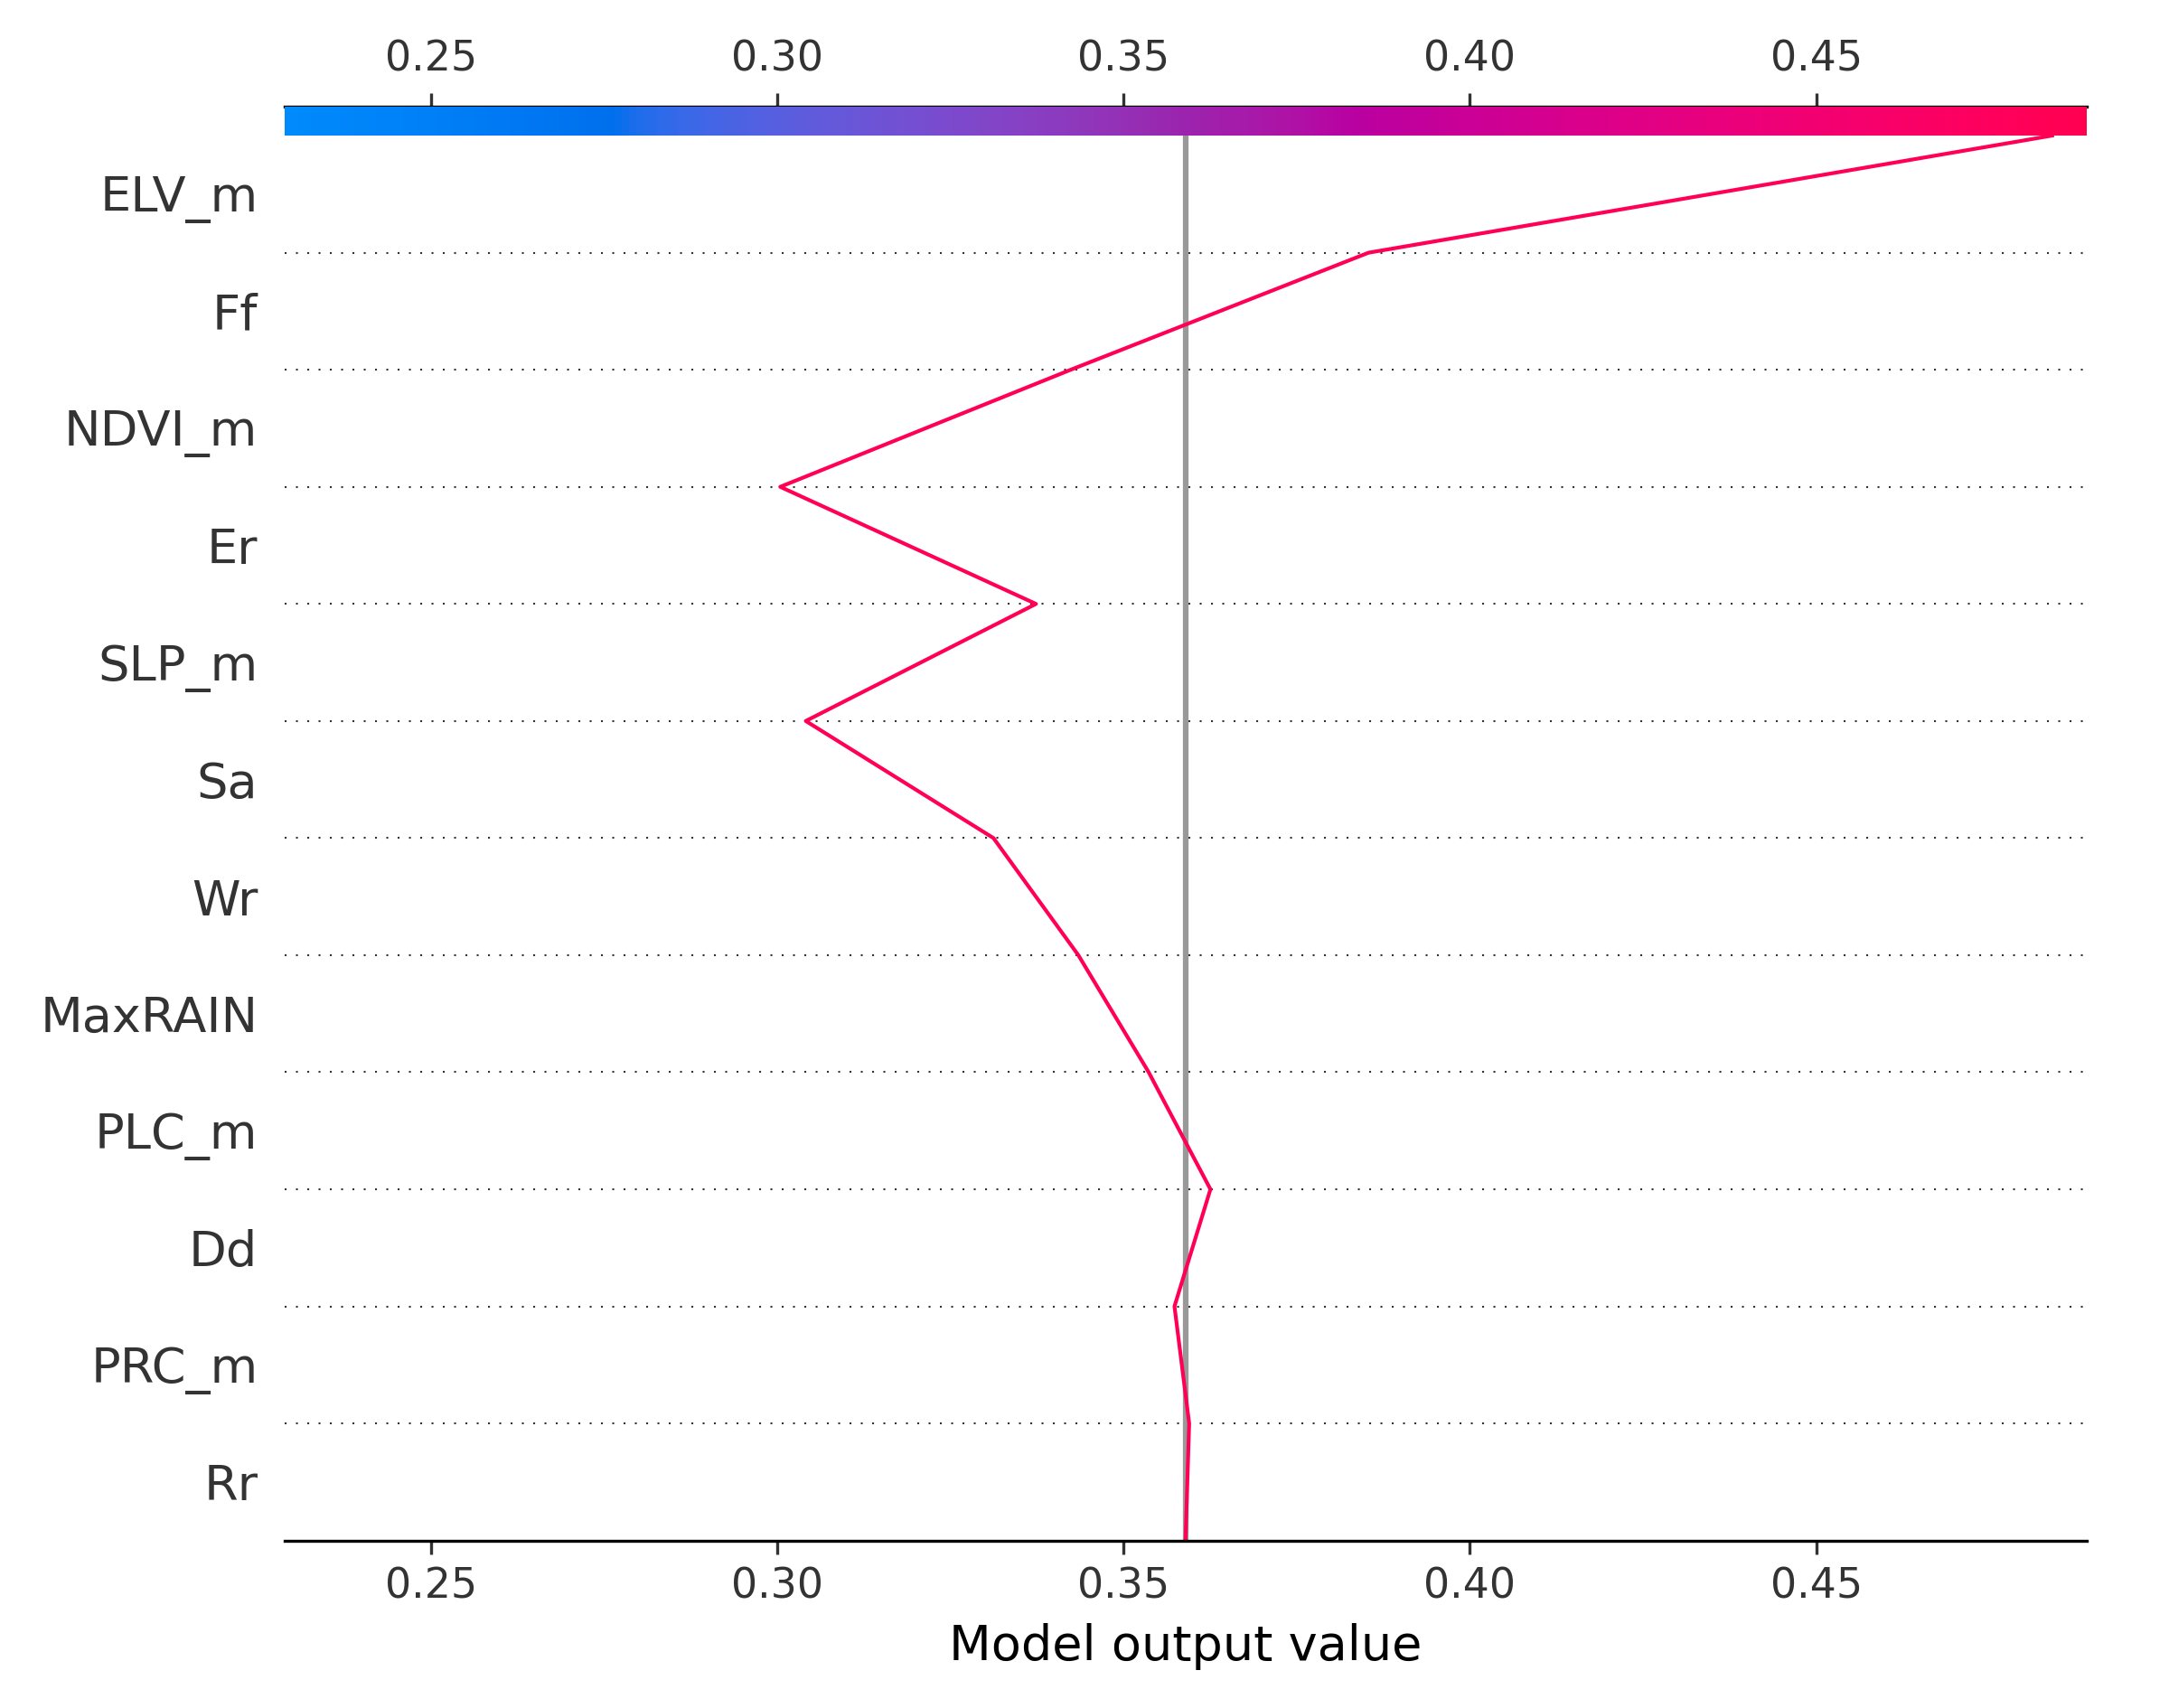 0.25 0.30 0.35 0.40 0.45
ELV_m
Ff
NDVI_m
Er
SLP_m
Sa
Wr
MaxRAIN
PLC_m
Dd
PRC_m
Rr
0.25 0.30 0.35 0.40 0.45
Model output value